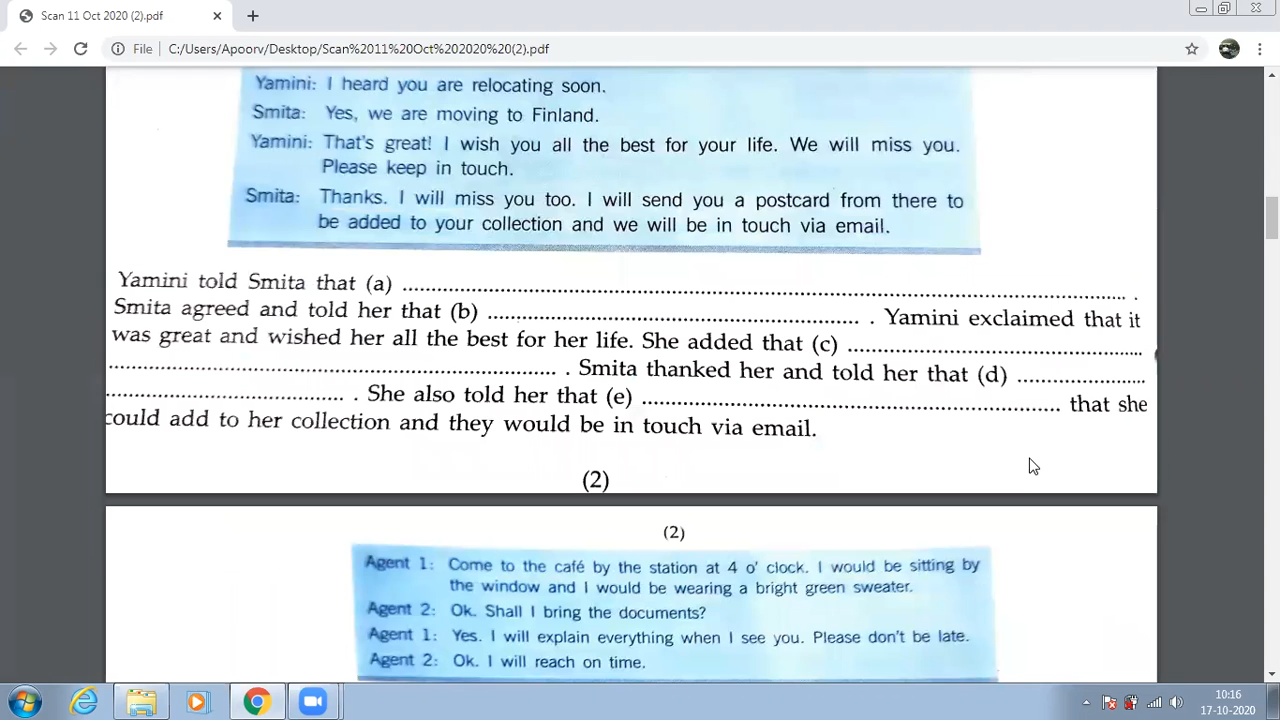 Scan 11 Oct 2020 (2).pdf
File C:/Users/Apoorv/Desktop/Scan%2011%20Oct%202020%20(2).pdf
Yamini: I heard you are relocating soon.
Smita: Yes, we are moving to Finland.
Yamini: That's great! I wish you all the best for your life. We will miss you.
Please keep in touch.
Smita: Thanks. I will miss you too. I will send you a postcard from there to
be added to your collection and we will be in touch via email.
Yamini told Smita that (a) ........................................................................ .
Smita agreed and told her that (b) .................................................... . Yamini exclaimed that it
was great and wished her all the best for her life. She added that (c) ..........................................
................................................................ . Smita thanked her and told her that (d) ..................
.................................. . She also told her that (e) ............................................................ that she
could add to her collection and they would be in touch via email.
(2)
(2)
Agent 1: Come to the café by the station at 4 o' clock. I would be sitting by
the window and I would be wearing a bright green sweater.
Agent 2: Ok. Shall I bring the documents?
Agent 1: Yes. I will explain everything when I see you. Please don't be late.
Agent 2: Ok. I will reach on time.
10:16
17-10-2020